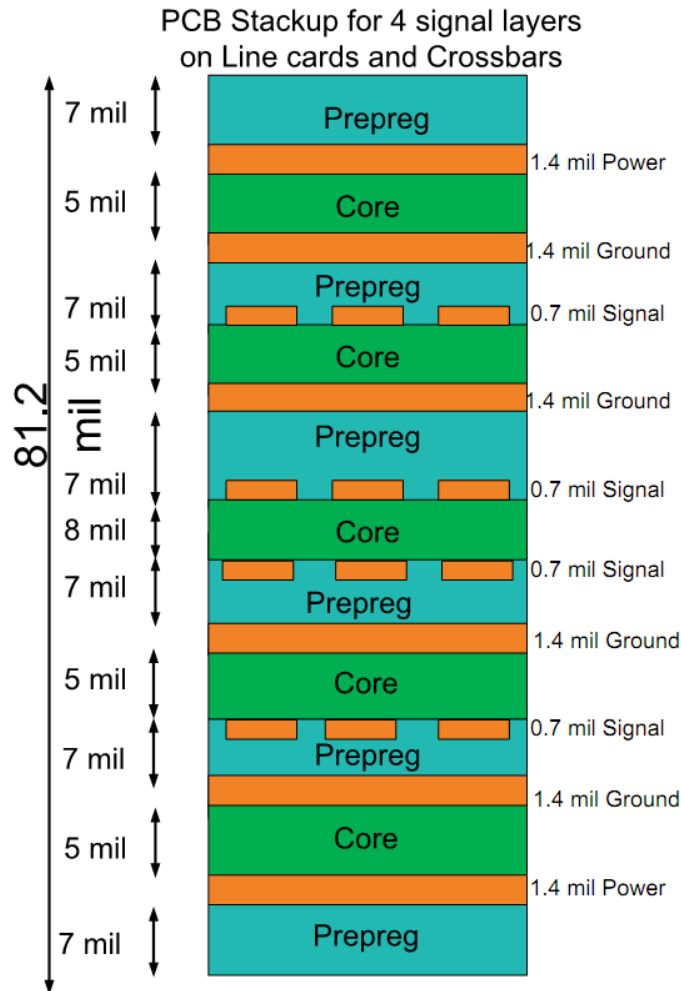 PCB Stackup for 4 signal layers
on Line cards and Crossbars
7 mil
Prepreg
1.4 mil Power
5 mil
Core
1.4 mil Ground
7 mil
Prepreg
0.7 mil Signal
5 mil
Core
81.2
mil
1.4 mil Ground
Prepreg
7 mil
0.7 mil Signal
8 mil
Core
0.7 mil Signal
7 mil
Prepreg
1.4 mil Ground
5 mil
Core
0.7 mil Signal
7 mil
Prepreg
1.4 mil Ground
5 mil
Core
1.4 mil Power
7 mil
Prepreg